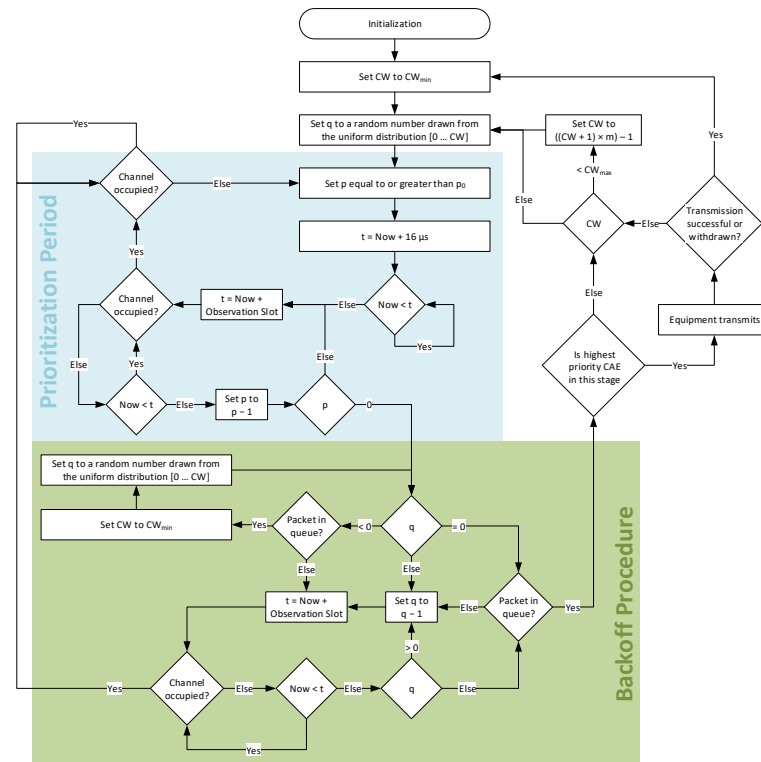 Initialization
Set CW to CWmin
Set q to a random number drawn from
the uniform distribution [0 ... CW]
Set CW to
((CW + 1) × m) – 1
Yes
Yes
< CWmax
Prioritization Period
Channel
occupied?
Else
Set p equal to or greater than p0
Else
CW
Else
Transmission
successful or
withdrawn?
t = Now + 16 µs
Yes
Channel
occupied?
t = Now +
Observation Slot
Else
Now < t
Yes
Else
Equipment transmits
Else
Yes
Else
Is highest
priority CAE
in this stage
Yes
Now < t
Else
Set p to
p – 1
p
0
Backoff Procedure
Set q to a random number drawn from
the uniform distribution [0 ... CW]
Set CW to CWmin
Yes
Packet in
queue?
< 0
q
= 0
Else
Else
t = Now +
Observation Slot
Set q to
q – 1
Else
Packet in
queue?
Yes
> 0
Yes
Channel
occupied?
Else
Now < t
Else
q
Else
Yes